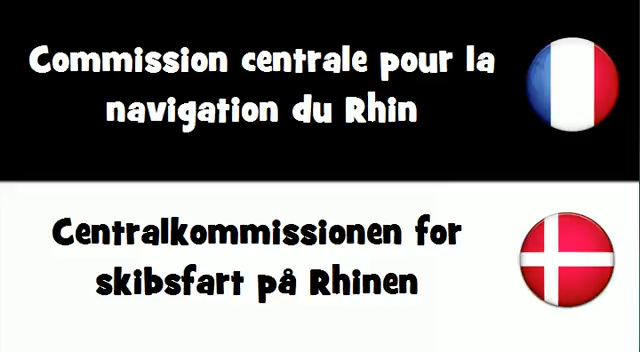 Commission centrale pour la
navigation du Rhin
Centralkommissionen for
skibsfart på Rhinen